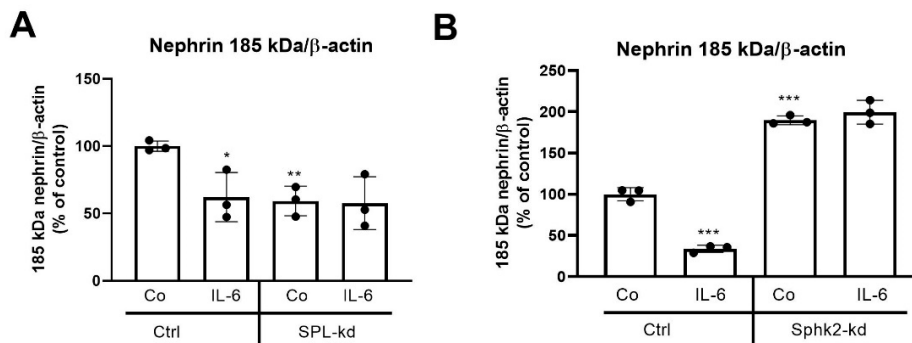 A
Nephrin 185 kDa/β-actin
185 kDa nephrin/β-actin
(% of control)
150
100
50
0
*
**
Co
IL-6
Co
IL-6
Ctrl
SPL-kd
B
Nephrin 185 kDa/β-actin
185 kDa nephrin/β-actin
(% of control)
250
200
150
100
50
0
***
***
Co
IL-6
Co
IL-6
Ctrl
Sphk2-kd